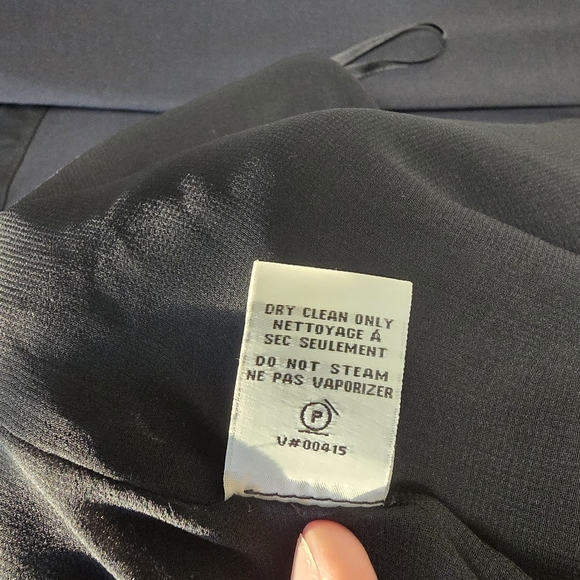 DRY CLEAN ONLY
NETTOYAGE Á
SEC SEULEMENT
DO NOT STEAM
NE PAS VAPORIZER
P
V#00415